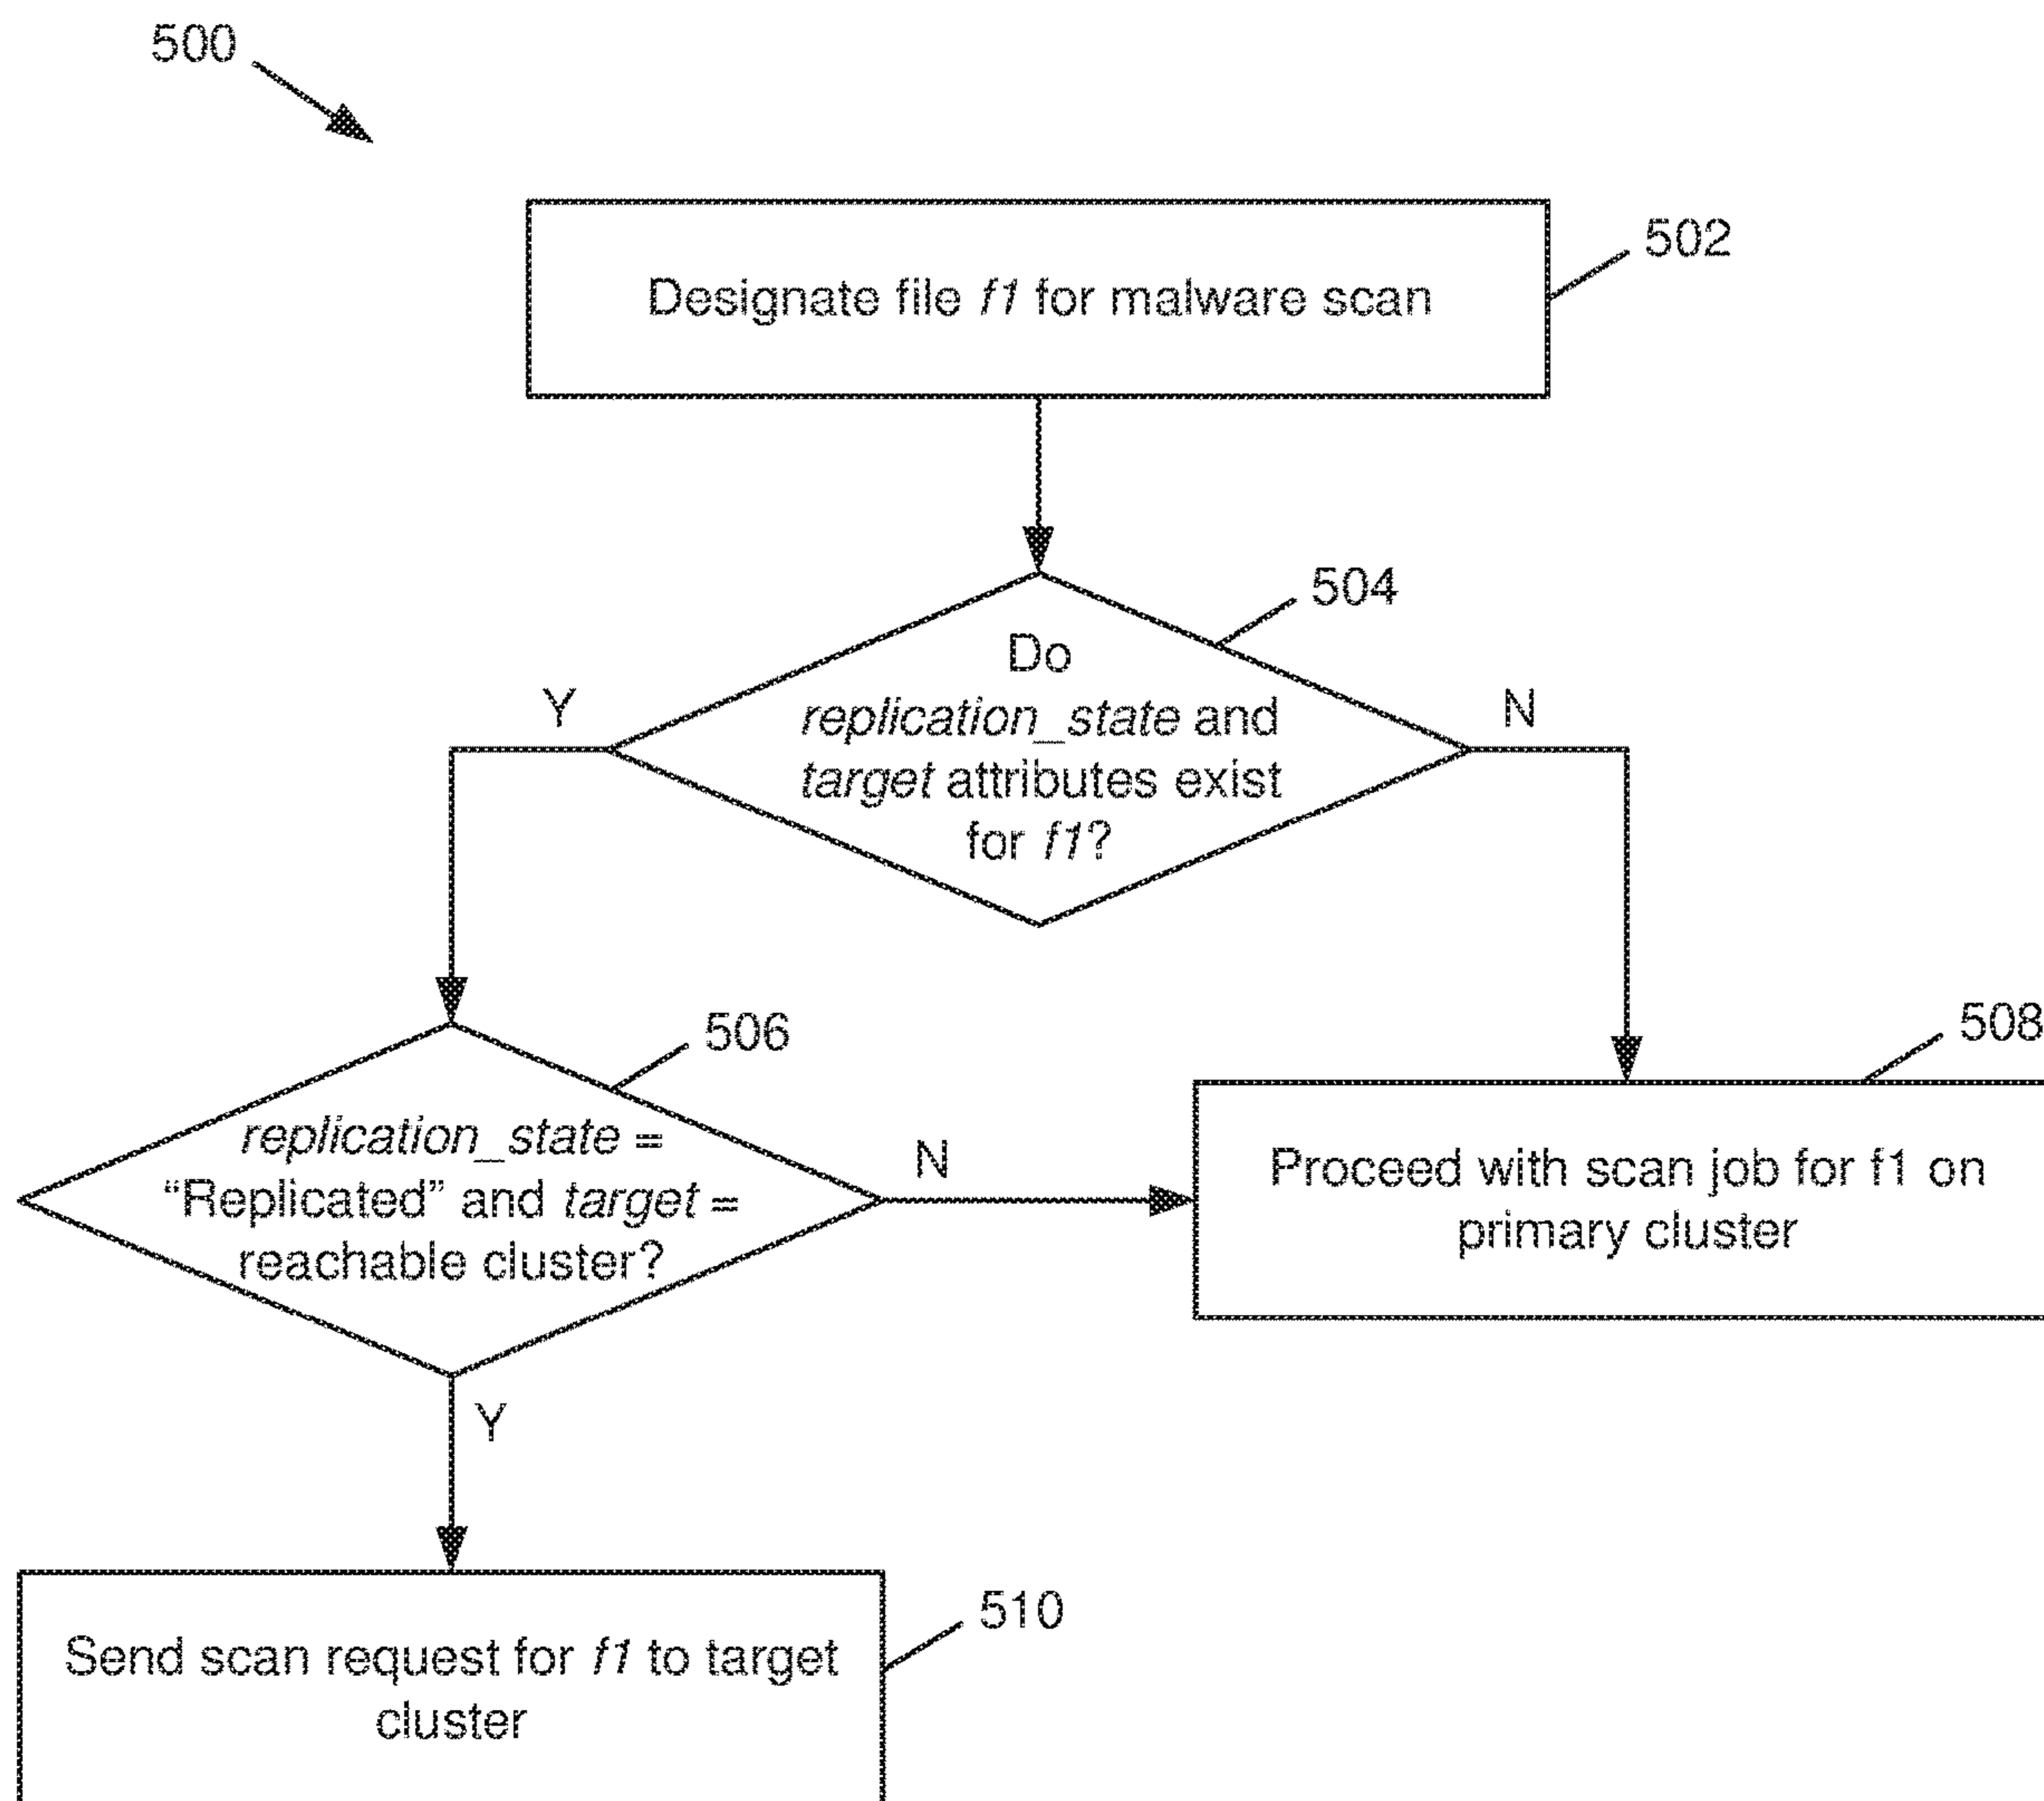 500
502
Designate file f1 for malware scan
504
Do
replication_state and
target attributes exist
for f1?
Y
N
506
508
replication_state =
“Replicated” and target =
reachable cluster?
N
Proceed with scan job for f1 on
primary cluster
Y
510
Send scan request for f1 to target
cluster